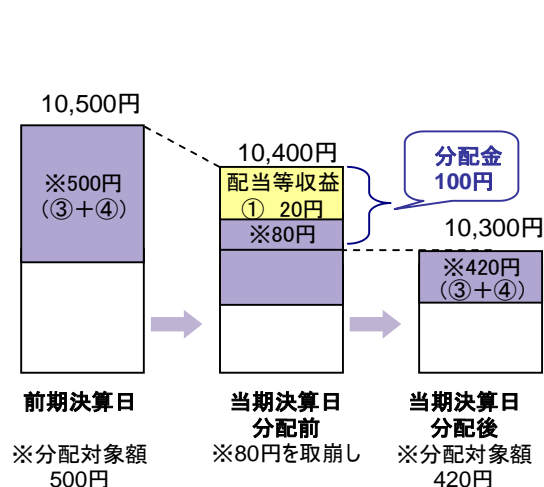 10,500円
※500円
(③+④)
10,400円
配当等収益
① 20円
※80円
分配金
100円
10,300円
※420円
(③+④)
前期決算日
※分配対象額
500円
当期決算日
分配前
※80円を取崩し
当期決算日
分配後
※分配対象額
420円